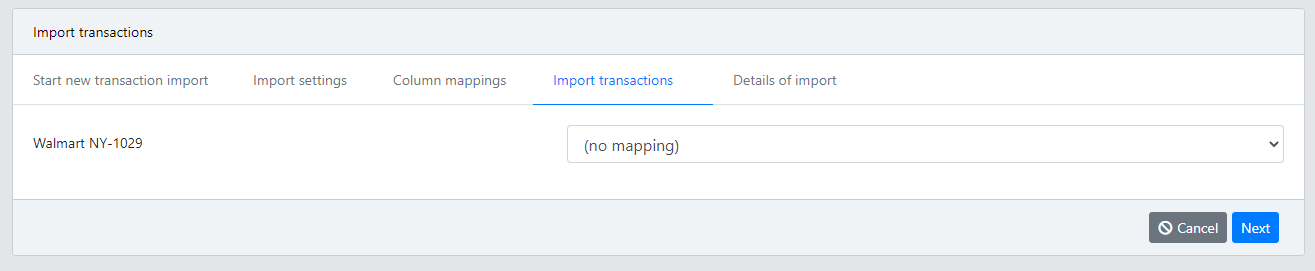 Import transactions
Start new transaction import Import settings Column mappings Import transactions Details of import
Walmart NY-1029 (no mapping)
Cancel Next